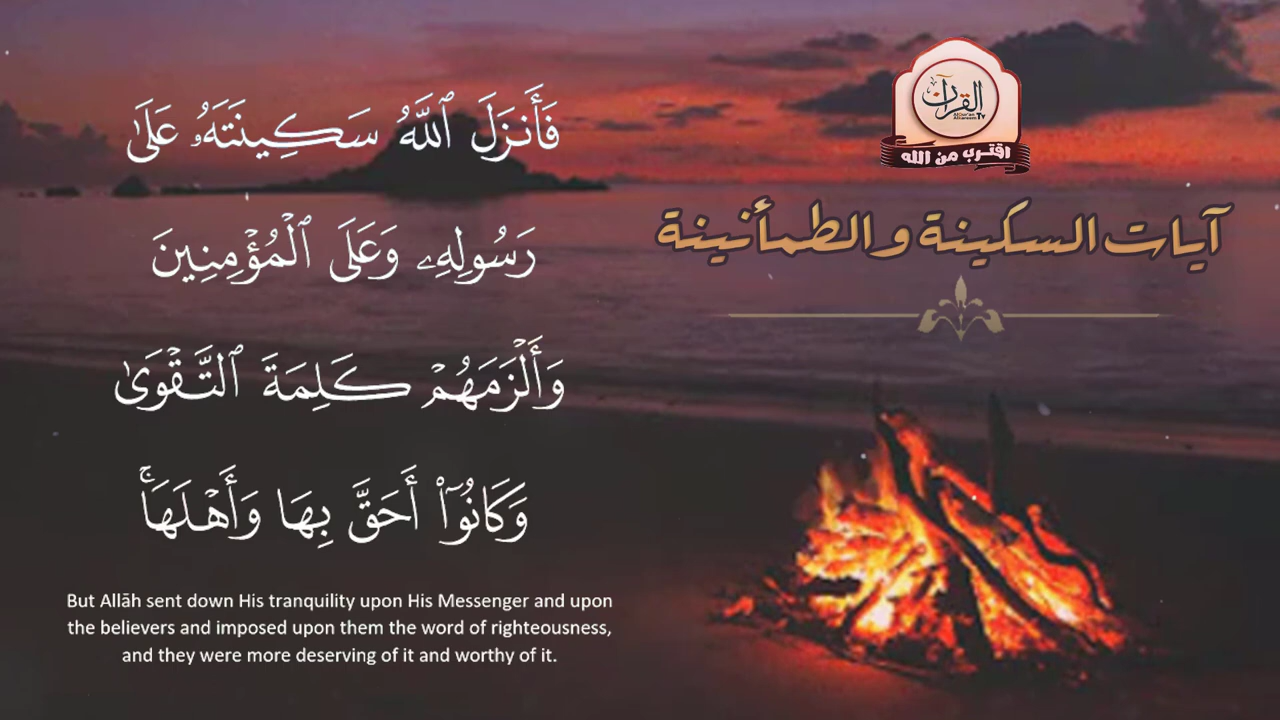 فَأَنزَلَ ٱللَّهُ سَكِينَتَهُۥ عَلَىٰ
رَسُولِهِۦ وَعَلَى ٱلْمُؤْمِنِينَ
وَأَلْزَمَهُمْ كَلِمَةَ ٱلتَّقْوَىٰ
وَكَانُوٓا۟ أَحَقَّ بِهَا وَأَهْلَهَاۚ
But Allāh sent down His tranquility upon His Messenger and upon
the believers and imposed upon them the word of righteousness,
and they were more deserving of it and worthy of it.
القرآن
اقترب من الله
آيات السكينة و الطمأنينة